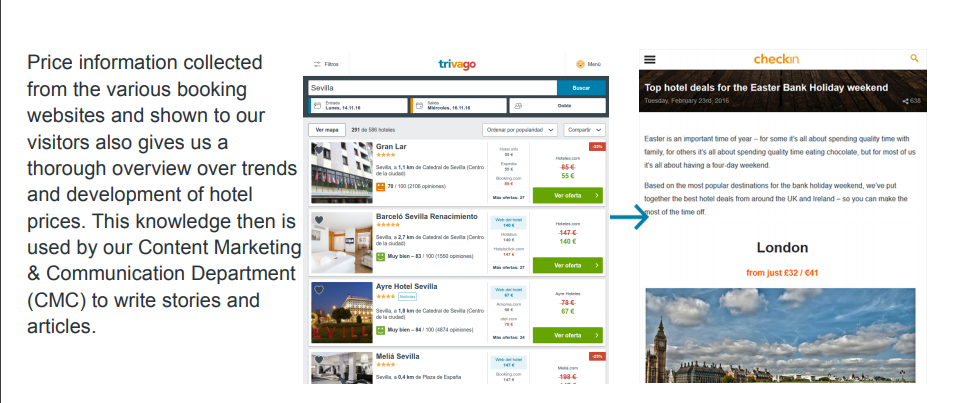 Price information collected
from the various booking
websites and shown to our
visitors also gives us a
thorough overview over trends
and development of hotel
prices. This knowledge then is
used by our Content Marketing
& Communication Department
(CMC) to write stories and
articles.
Filtros
trivago
Menú
Sevilla
Buscar
Entrada
Lunes, 14.11.16
Salida
Miércoles, 16.11.16
Doble
Ver mapa
291 de 586 hoteles
Ordenar por popularidad
Compartir
Gran Lar
Sevilla, a 1,1 km de Catedral de Sevilla (Centro
de la ciudad)
78 / 100 (2106 opiniones)
Hotel.info
Expedia
Booking.com
Más ofertas: 37
Hoteles.com
85 €
55 €
Ver oferta
Barceló Sevilla Renacimiento
Sevilla, a 2,7 km de Catedral de Sevilla (Centro
de la ciudad)
Muy bien – 83 / 100 (1550 opiniones)
Web del hotel
140 €
Hoteles
140 €
Hotelsclick.com
147 €
Más ofertas: 27
Hoteles.com
147 €
140 €
Ver oferta
Ayre Hotel Sevilla
Noticias
Sevilla, a 1,8 km de Catedral de Sevilla (Centro
de la ciudad)
Muy bien – 84 / 100 (4874 opiniones)
Web del hotel
67 €
Amoma.com
68 €
otel.com
78 €
Más ofertas: 24
Ayre Hoteles
78 €
67 €
Ver oferta
Meliá Sevilla
Sevilla, a 0,4 km de Plaza de España
Web del hotel
147 €
Booking.com
147 €
Meliá.com
198 €
checkin
Top hotel deals for the Easter Bank Holiday weekend
Tuesday, February 23rd, 2016
638
Easter is an important time of year – for some it's all about spending quality time with
family, for others it's all about spending quality time eating chocolate, but for most of us
it's all about having a four-day weekend.
Based on the most popular destinations for the bank holiday weekend, we've put
together the best hotel deals from around the UK and Ireland – so you can make the
most of the time off.
London
from just £32 / €41